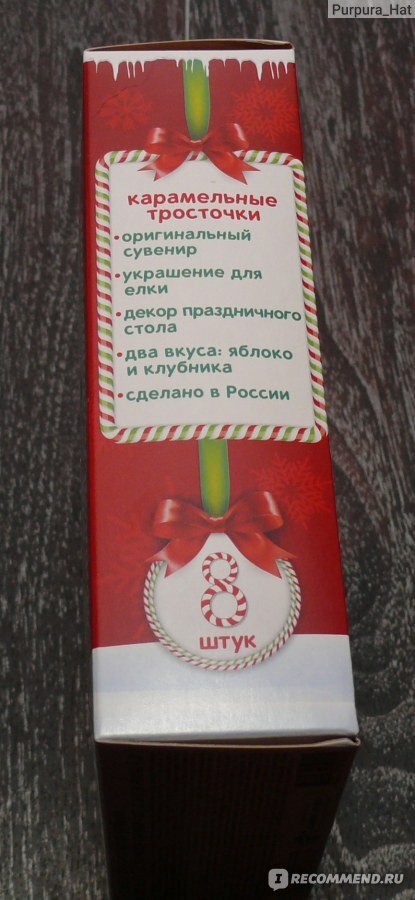 Purpura_Hat
карамельные
тросточки
•оригинальный
сувенир
•украшение для
елки
•декор праздничного
стола
•два вкуса: яблоко
и клубника
•сделано в России
8
штук
IRECOMMEND.RU